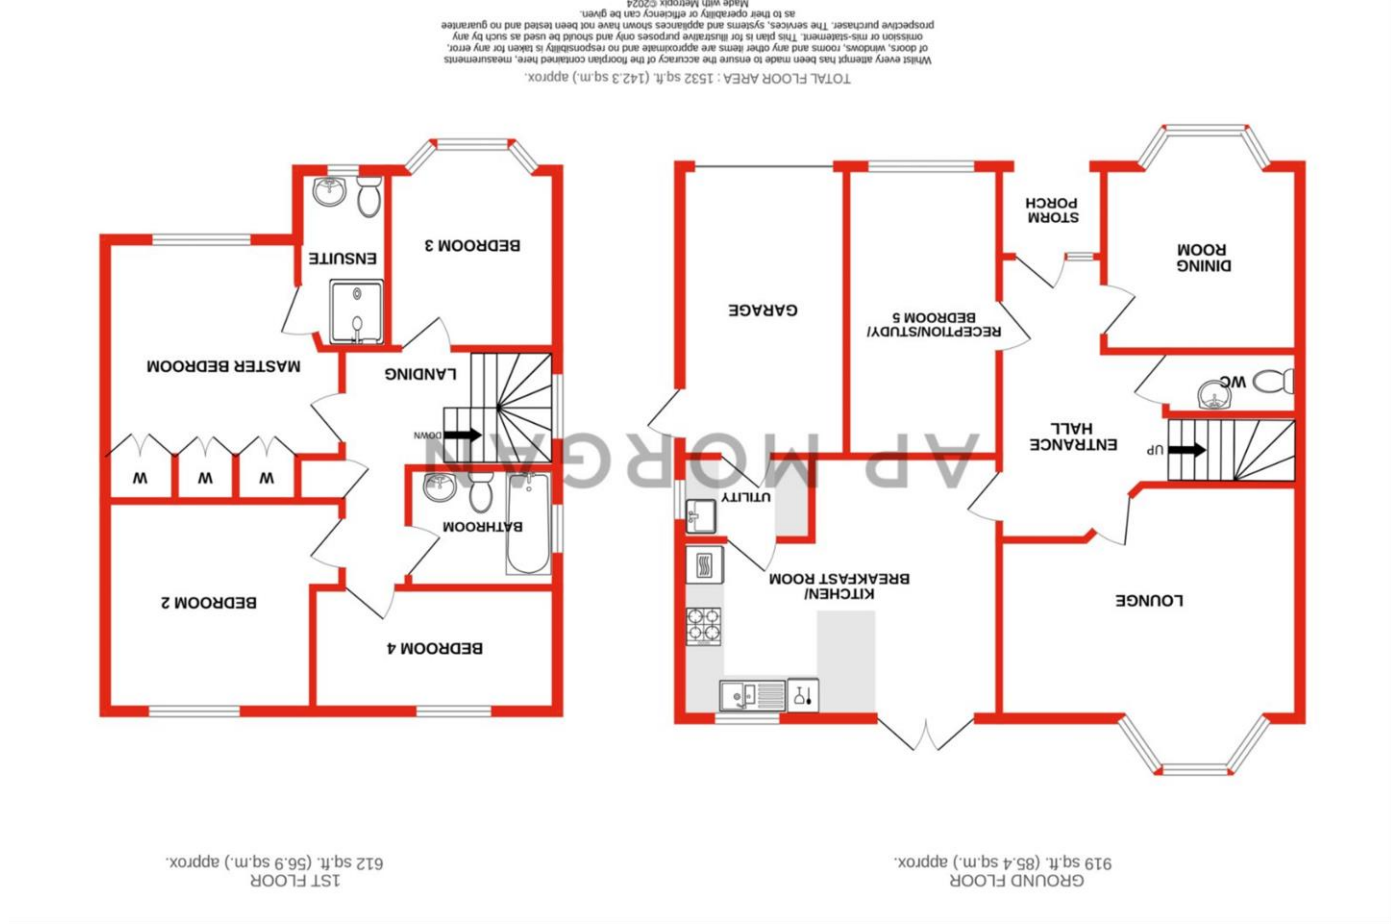 GROUND FLOOR
919 sq.ft. (85.4 sq.m.) approx.
1ST FLOOR
612 sq.ft. (56.9 sq.m.) approx.
LOUNGE
KITCHEN/
BREAKFAST ROOM
UTILITY
UP
ENTRANCE
HALL
WC
RECEPTION/STUDY/
BEDROOM 5
GARAGE
DINING
ROOM
STORM
PORCH
BEDROOM 4
BEDROOM 2
BATHROOM
W
W
W
DOWN
LANDING
MASTER BEDROOM
ENSUITE
BEDROOM 3
AP MORGAN
TOTAL FLOOR AREA : 1532 sq.ft. (142.3 sq.m.) approx.
Whilst every attempt has been made to ensure the accuracy of the floorplan contained here, measurements
of doors, windows, rooms and any other items are approximate and no responsibility is taken for any error,
omission or mis-statement. This plan is for illustrative purposes only and should be used as such by any
prospective purchaser. The services, systems and appliances shown have not been tested and no guarantee
as to their operability or efficiency can be given.
Made with Metropix ©2024